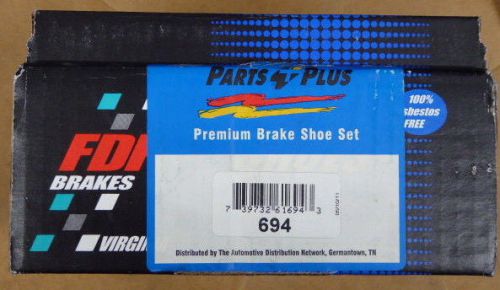 PARTS PLUS
Premium Brake Shoe Set
100%
asbestos
FREE
FDI
BRAKES
7 39732 61694 3
694
Distributed by The Automotive Distribution Network, Germantown, TN